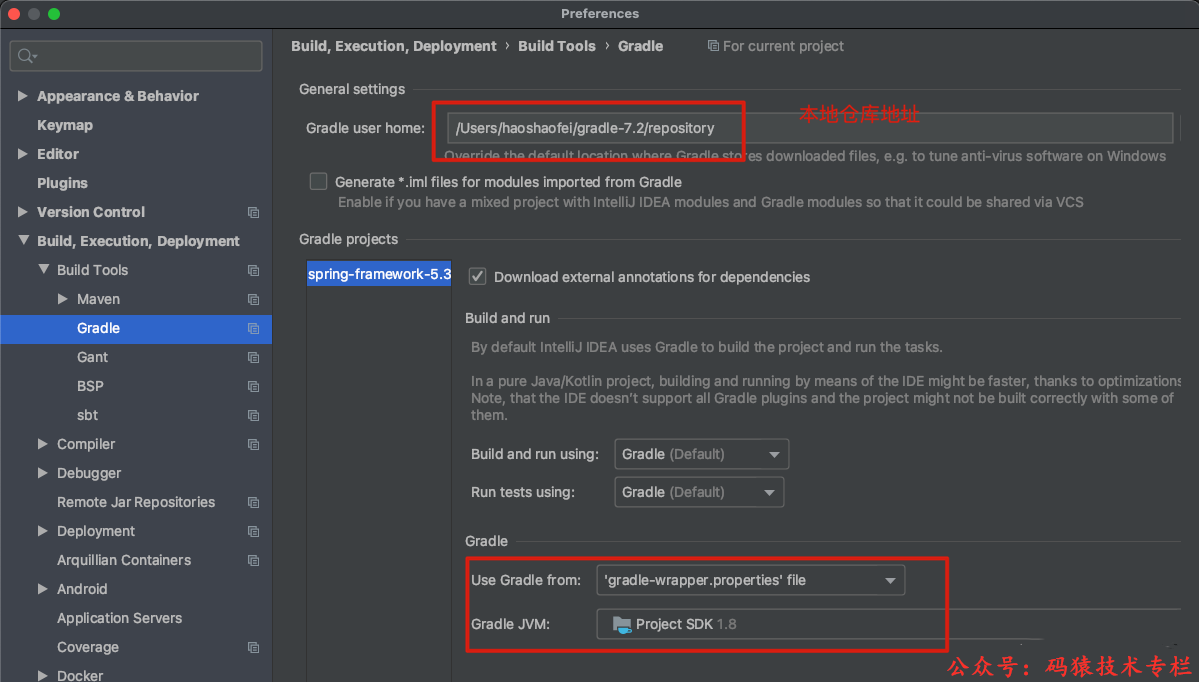 Preferences
Appearance & Behavior
Keymap
Editor
Plugins
Version Control
Build, Execution, Deployment
Build Tools
Maven
Gradle
Gant
BSP
sbt
Compiler
Debugger
Remote Jar Repositories
Deployment
Arquillian Containers
Android
Application Servers
Coverage
Docker
Build, Execution, Deployment › Build Tools › Gradle
For current project
General settings
本地仓库地址
Gradle user home: /Users/haoshaofei/gradle-7.2/repository
Override the default location where Gradle stores downloaded files, e.g. to tune anti-virus software on Windows
Generate *.iml files for modules imported from Gradle
Enable if you have a mixed project with IntelliJ IDEA modules and Gradle modules so that it could be shared via VCS
Gradle projects
spring-framework-5.3
Download external annotations for dependencies
Build and run
By default IntelliJ IDEA uses Gradle to build the project and run the tasks.
In a pure Java/Kotlin project, building and running by means of the IDE might be faster, thanks to optimizations
Note, that the IDE doesn't support all Gradle plugins and the project might not be built correctly with some of
them.
Build and run using: Gradle (Default)
Run tests using: Gradle (Default)
Gradle
Use Gradle from: 'gradle-wrapper.properties' file
Gradle JVM: Project SDK 1.8
公众号：码猿技术专栏